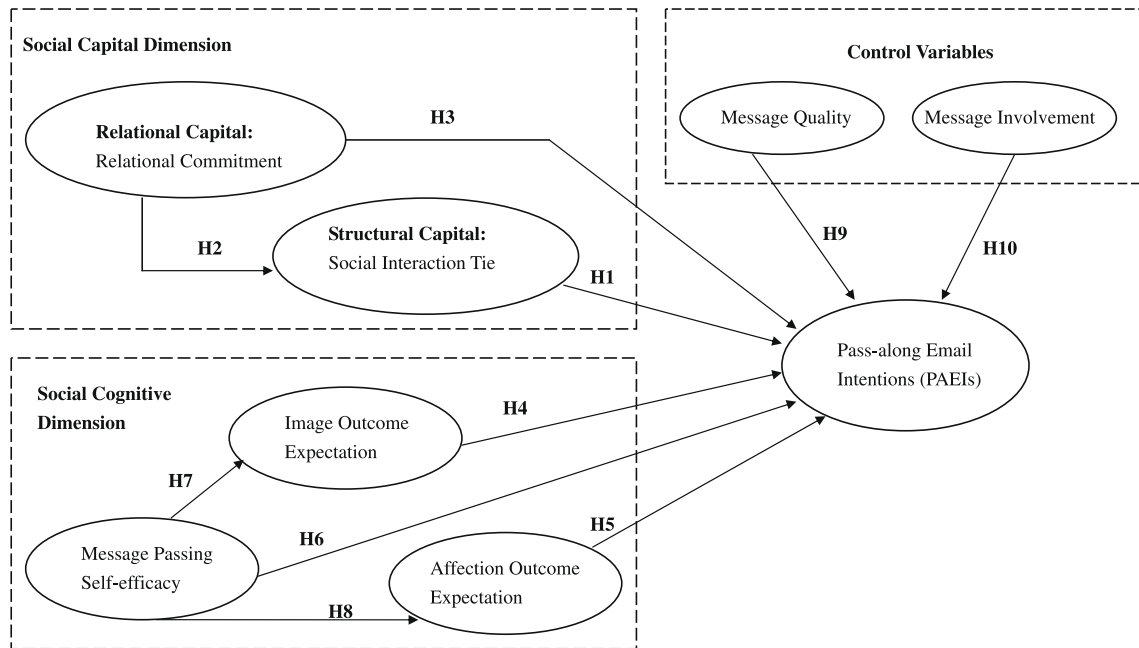 Social Capital Dimension
Relational Capital:
Relational Commitment
H3
H2
Structural Capital:
Social Interaction Tie
H1
Control Variables
Message Quality
Message Involvement
H9
H10
Pass-along Email
Intentions (PAEIs)
Social Cognitive
Dimension
Image Outcome
Expectation
H4
H7
Message Passing
Self-efficacy
H6
H5
Affection Outcome
Expectation
H8